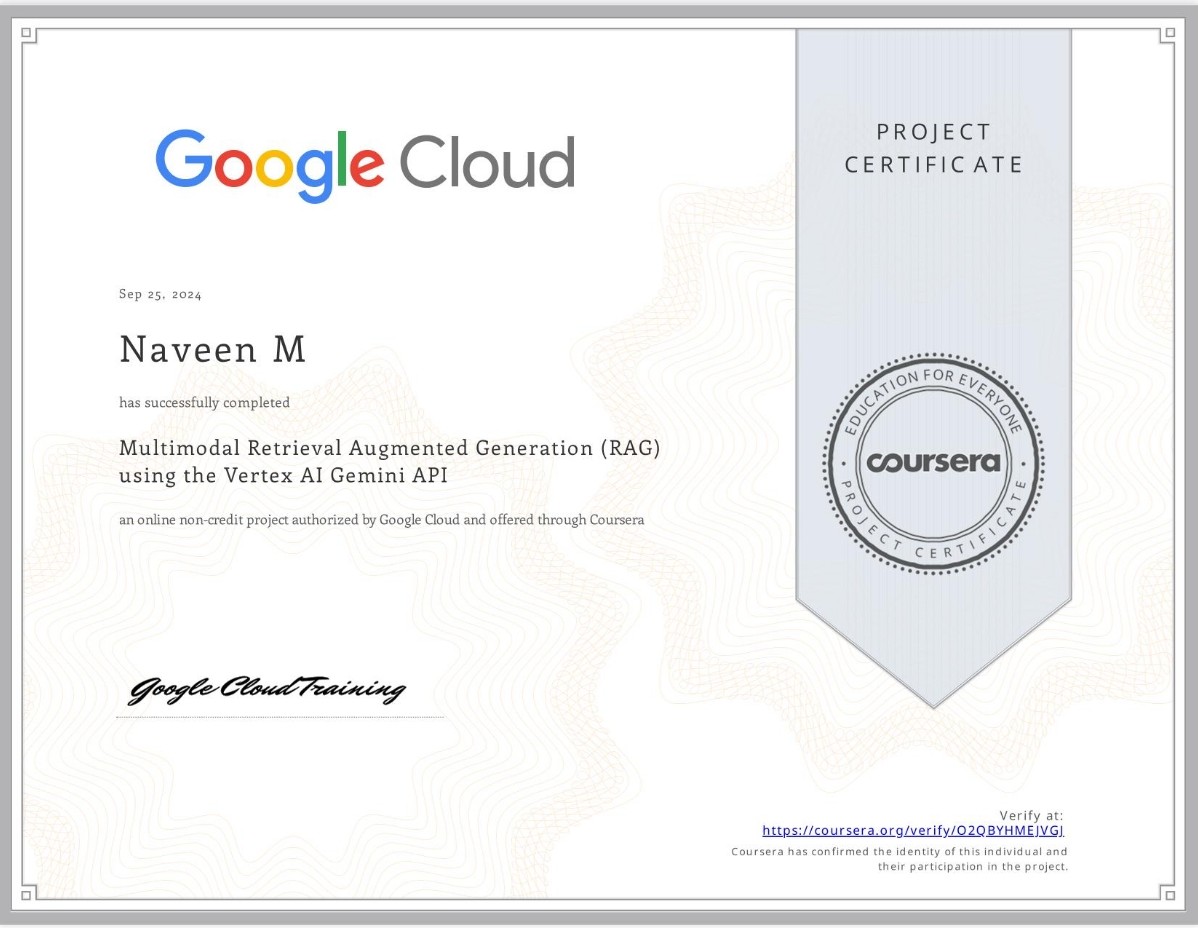 Google Cloud
PROJECT
CERTIFICATE
Sep 25, 2024
Naveen M
has successfully completed
Multimodal Retrieval Augmented Generation (RAG)
using the Vertex AI Gemini API
an online non-credit project authorized by Google Cloud and offered through Coursera
EDUCATION FOR EVERYONE
coursera
PROJECT CERTIFICATE
Google Cloud Training
Verify at:
https://coursera.org/verify/O2QBYHMEJVGJ
Coursera has confirmed the identity of this individual and
their participation in the project.